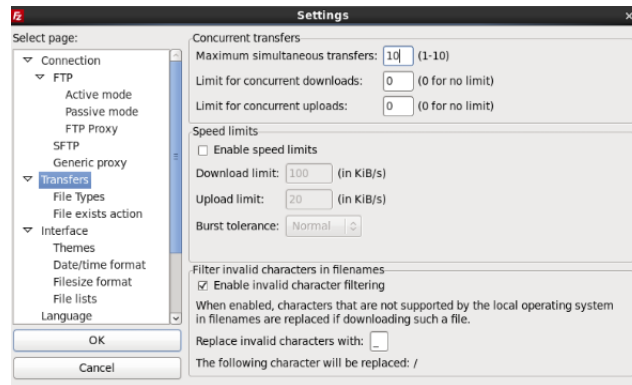 Fz Settings x
Select page:
Connection
FTP
Active mode
Passive mode
FTP Proxy
SFTP
Generic proxy
Transfers
File Types
File exists action
Interface
Themes
Date/time format
Filesize format
File lists
Language
OK
Cancel
Concurrent transfers
Maximum simultaneous transfers: 10 (1-10)
Limit for concurrent downloads: 0 (0 for no limit)
Limit for concurrent uploads: 0 (0 for no limit)
Speed limits
Enable speed limits
Download limit: 100 (in KiB/s)
Upload limit: 20 (in KiB/s)
Burst tolerance: Normal
Filter invalid characters in filenames
Enable invalid character filtering
When enabled, characters that are not supported by the local operating system
in filenames are replaced if downloading such a file.
Replace invalid characters with: _
The following character will be replaced: /